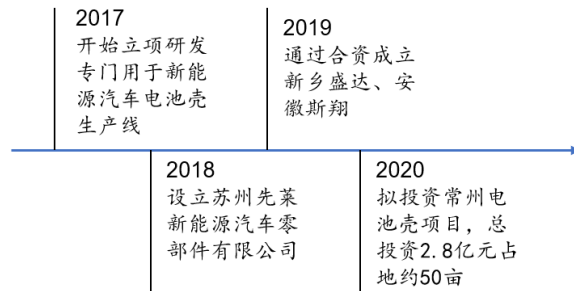 2017
开始立项研发
专门用于新能
源汽车电池壳
生产线
2019
通过合资成立
新乡盛达、安
徽斯翔
2018
设立苏州先莱
新能源汽车零
部件有限公司
2020
拟投资常州电
池壳项目，总
投资2.8亿元占
地约50亩